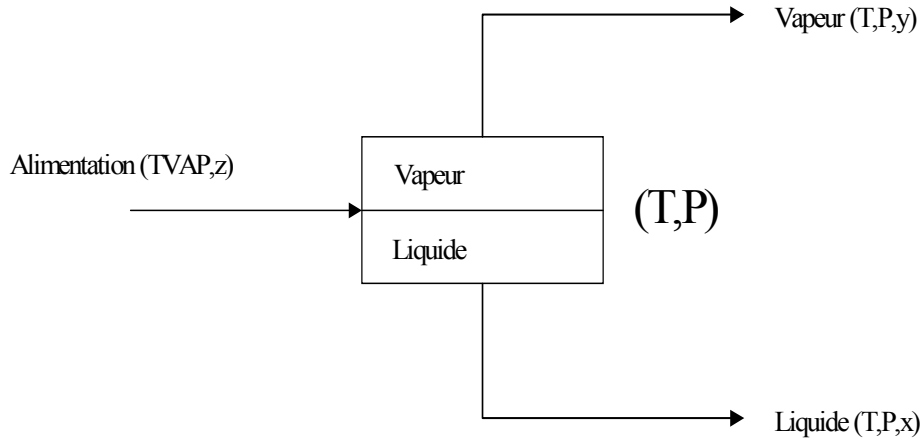 Vapeur (T,P,y)
Alimentation (TVAP,z)
Vapeur
(T,P)
Liquide
Liquide (T,P,x)